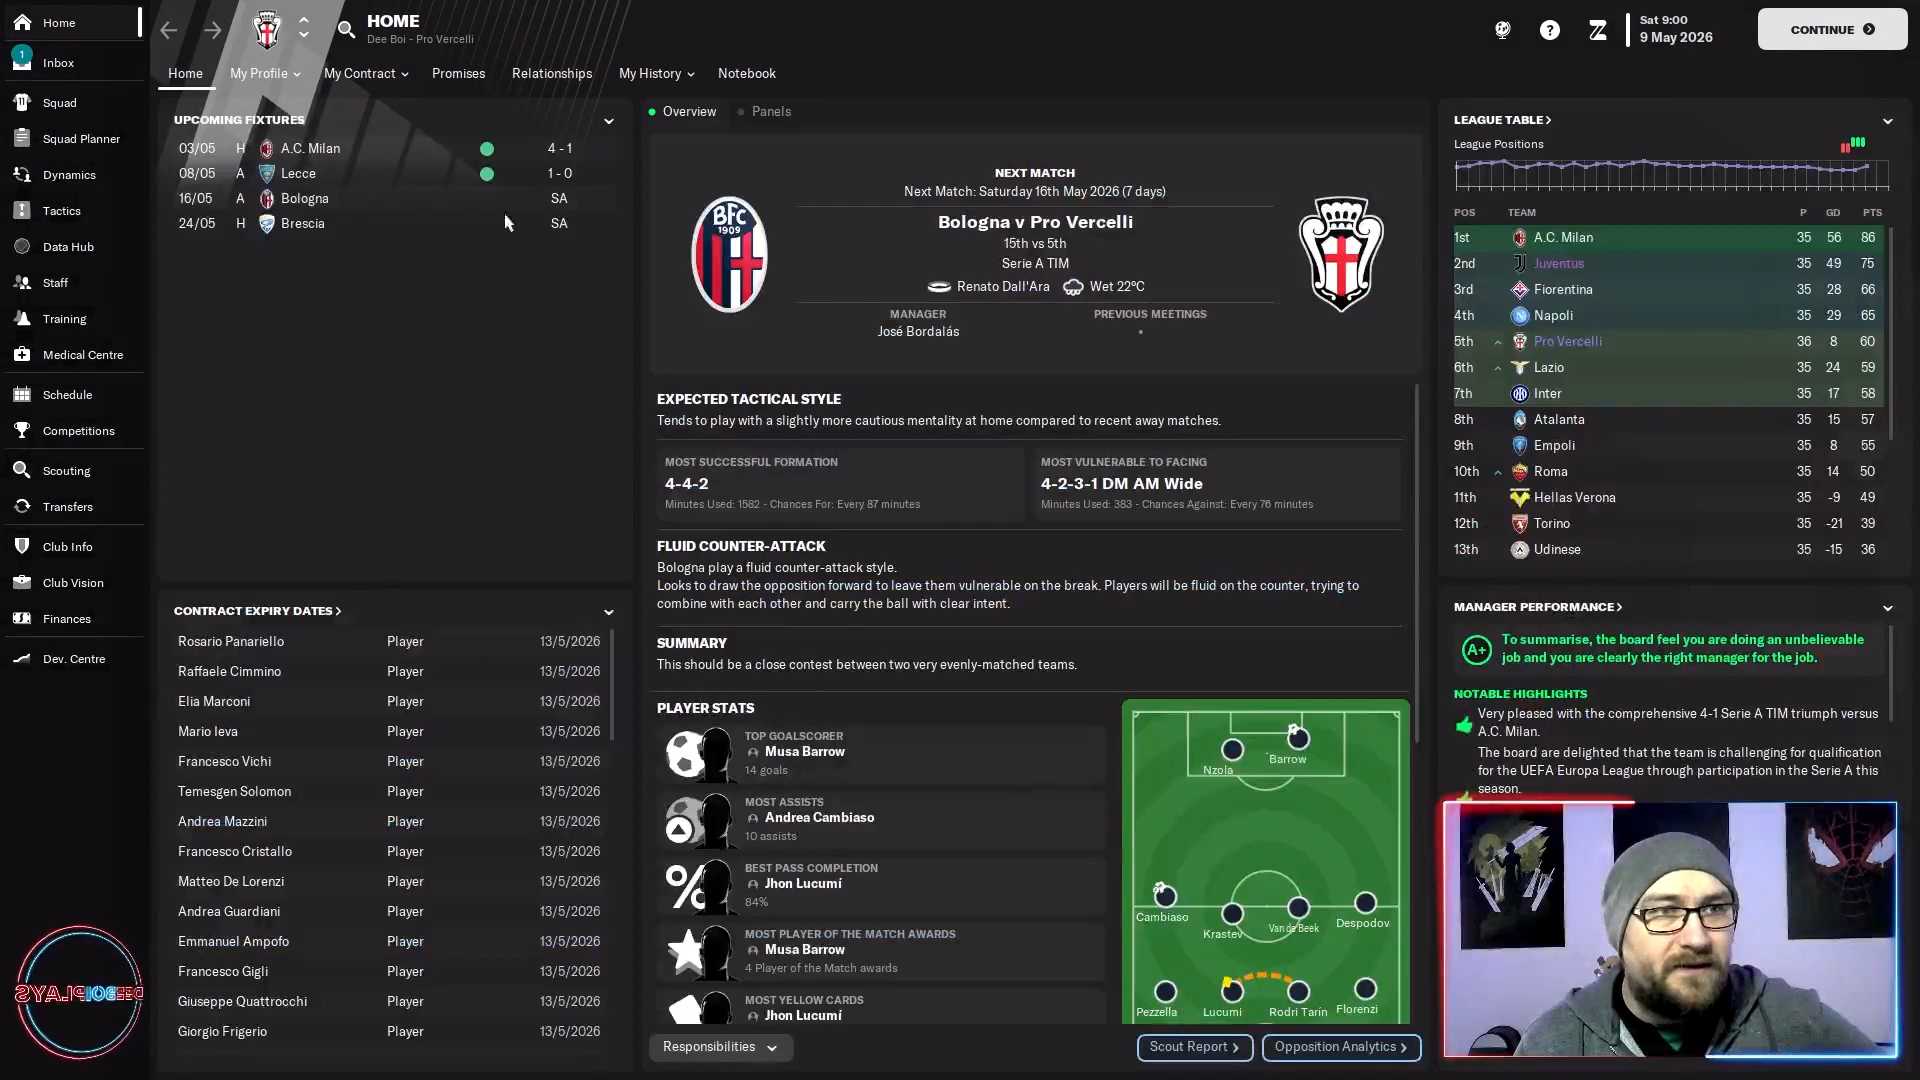 Home
1
Inbox
Squad
Squad Planner
Dynamics
Tactics
Data Hub
Staff
Training
Medical Centre
Schedule
Competitions
Scouting
Transfers
Club Info
Club Vision
Finances
Dev. Centre
DEEBOIPLAYS
HOME
Dee Boi - Pro Vercelli
Sat 9:00
9 May 2026
CONTINUE
Home My Profile My Contract Promises Relationships My History Notebook
UPCOMING FIXTURES
03/05 H A.C. Milan 4 - 1
08/05 A Lecce 1 - 0
16/05 A Bologna SA
24/05 H Brescia SA
CONTRACT EXPIRY DATES >
Rosario Panariello Player 13/5/2026
Raffaele Cimmino Player 13/5/2026
Elia Marconi Player 13/5/2026
Mario Ieva Player 13/5/2026
Francesco Vichi Player 13/5/2026
Temesgen Solomon Player 13/5/2026
Andrea Mazzini Player 13/5/2026
Francesco Cristallo Player 13/5/2026
Matteo De Lorenzi Player 13/5/2026
Andrea Guardiani Player 13/5/2026
Emmanuel Ampofo Player 13/5/2026
Francesco Gigli Player 13/5/2026
Giuseppe Quattrocchi Player 13/5/2026
Giorgio Frigerio Player 13/5/2026
Overview Panels
NEXT MATCH
Next Match: Saturday 16th May 2026 (7 days)
BFC
1909
Bologna v Pro Vercelli
15th vs 5th
Serie A TIM
Renato Dall'Ara Wet 22ºC
MANAGER PREVIOUS MEETINGS
José Bordalás
EXPECTED TACTICAL STYLE
Tends to play with a slightly more cautious mentality at home compared to recent away matches.
MOST SUCCESSFUL FORMATION
4-4-2
Minutes Used: 1582 - Chances For: Every 87 minutes
MOST VULNERABLE TO FACING
4-2-3-1 DM AM Wide
Minutes Used: 383 - Chances Against: Every 76 minutes
FLUID COUNTER-ATTACK
Bologna play a fluid counter-attack style.
Looks to draw the opposition forward to leave them vulnerable on the break. Players will be fluid on the counter, trying to
combine with each other and carry the ball with clear intent.
SUMMARY
This should be a close contest between two very evenly-matched teams.
PLAYER STATS
TOP GOALSCORER
Musa Barrow
14 goals
MOST ASSISTS
Andrea Cambiaso
10 assists
BEST PASS COMPLETION
%
Jhon Lucumí
84%
MOST PLAYER OF THE MATCH AWARDS
Musa Barrow
4 Player of the Match awards
MOST YELLOW CARDS
Jhon Lucumí
Nzola Barrow
Cambiaso Krastev Van de Beek Despodov
Pezzella Lucumi Rodri Tarín Florenzi
Responsibilities
Scout Report > Opposition Analytics >
LEAGUE TABLE >
League Positions
POS TEAM P GD PTS
1st A.C. Milan 35 56 86
2nd Juventus 35 49 75
3rd Fiorentina 35 28 66
4th Napoli 35 29 65
5th Pro Vercelli 36 8 60
6th Lazio 35 24 59
7th Inter 35 17 58
8th Atalanta 35 15 57
9th Empoli 35 8 55
10th Roma 35 14 50
11th Hellas Verona 35 -9 49
12th Torino 35 -21 39
13th Udinese 35 -15 36
MANAGER PERFORMANCE >
A+
To summarise, the board feel you are doing an unbelievable
job and you are clearly the right manager for the job.
NOTABLE HIGHLIGHTS
Very pleased with the comprehensive 4-1 Serie A TIM triumph versus
A.C. Milan.
The board are delighted that the team is challenging for qualification
for the UEFA Europa League through participation in the Serie A this
season.